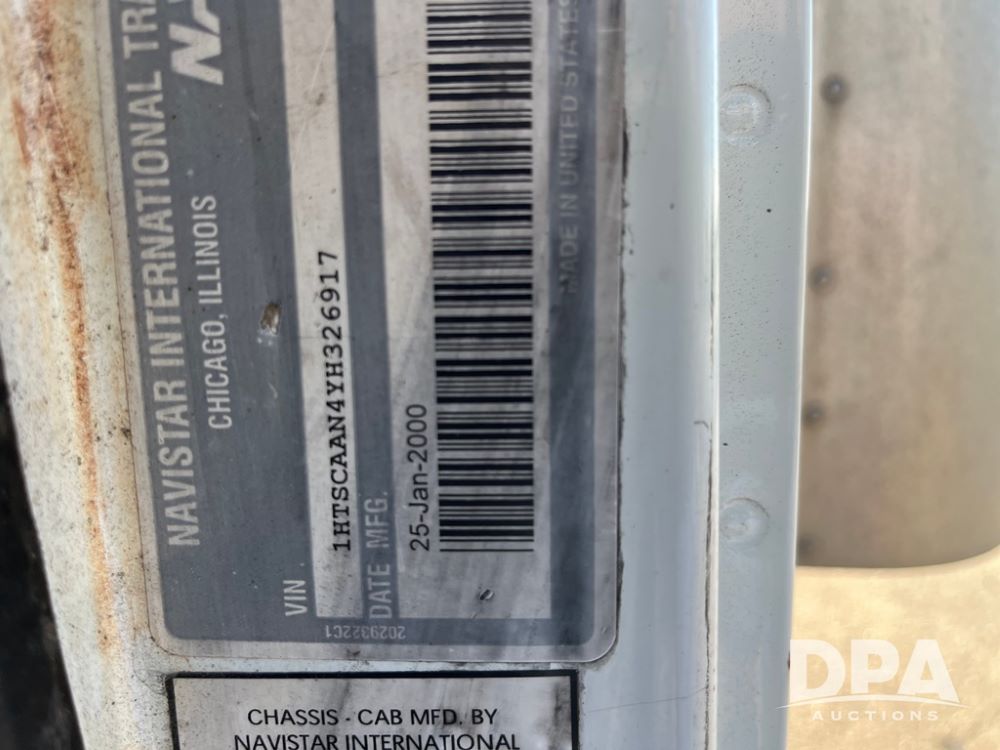 NAVISTAR INTERNATIONAL
CHICAGO, ILLINOIS
VIN
1HTSCAAN4YH326917
DATE MFG.
25-Jan-2000
MADE IN UNITED STATES
2029322C1
CHASSIS - CAB MFD. BY
NAVISTAR INTERNATIONAL
DPA
AUCTIONS